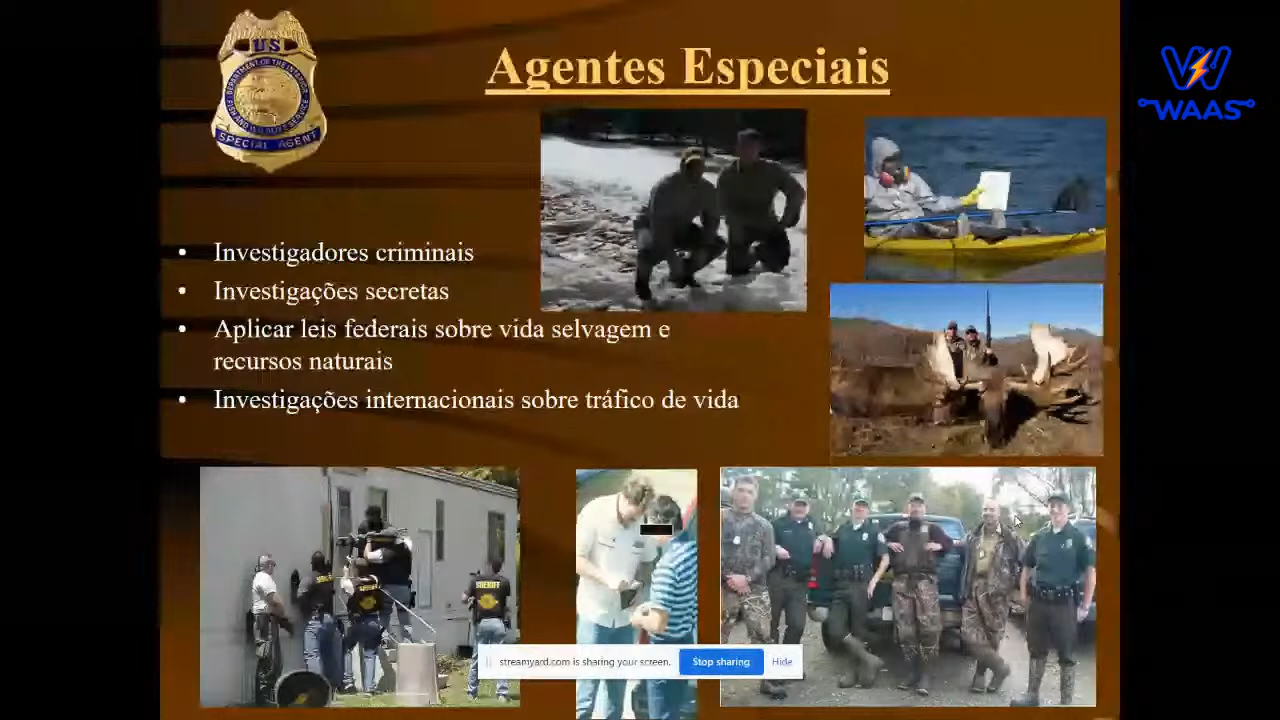 US
DEPARTMENT OF THE INTERIOR
FISH AND WILDLIFE SERVICE
SPECIAL AGENT
Agentes Especiais
WAAS
• Investigadores criminais
• Investigações secretas
• Aplicar leis federais sobre vida selvagem e
recursos naturais
• Investigações internacionais sobre tráfico de vida
SHERIFF
streamyard.com is sharing your screen.
Stop sharing
Hide